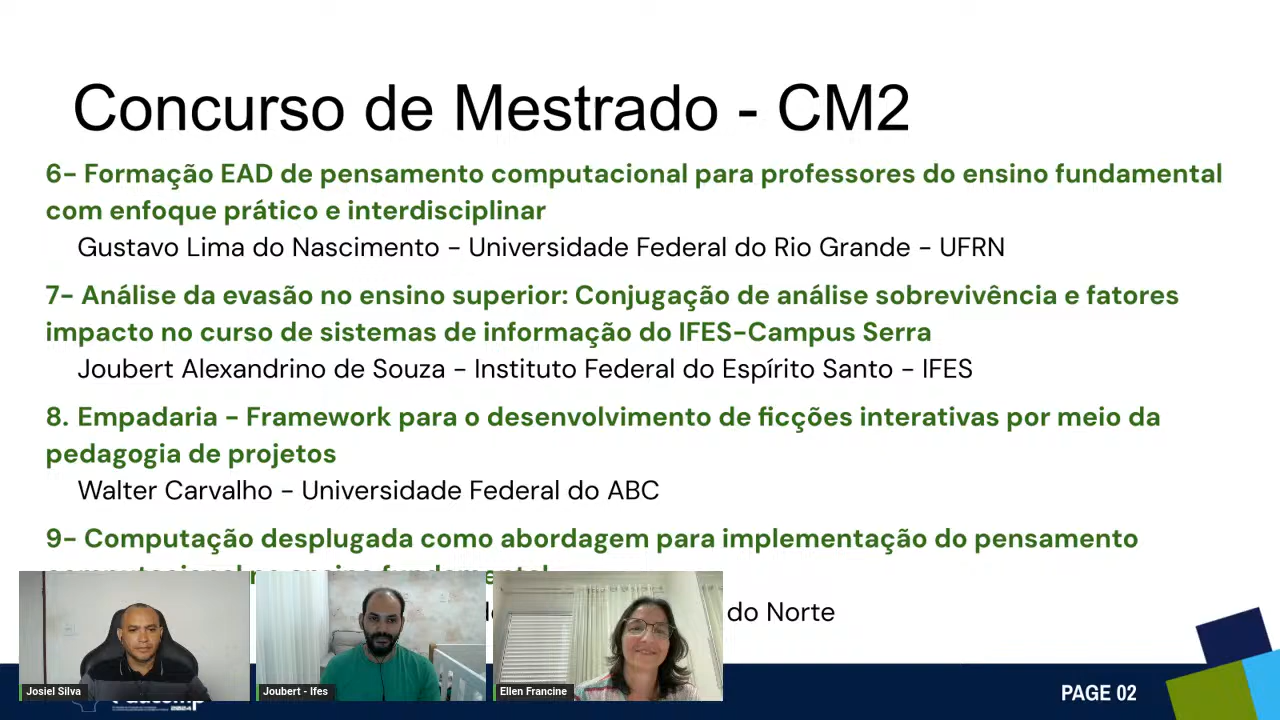 Concurso de Mestrado - CM2
6- Formação EAD de pensamento computacional para professores do ensino fundamental
com enfoque prático e interdisciplinar
Gustavo Lima do Nascimento - Universidade Federal do Rio Grande - UFRN
7- Análise da evasão no ensino superior: Conjugação de análise sobrevivência e fatores
impacto no curso de sistemas de informação do IFES-Campus Serra
Joubert Alexandrino de Souza - Instituto Federal do Espírito Santo - IFES
8. Empadaria - Framework para o desenvolvimento de ficções interativas por meio da
pedagogia de projetos
Walter Carvalho - Universidade Federal do ABC
9- Computação desplugada como abordagem para implementação do pensamento
do Norte
Josiel Silva
Joubert - Ifes
Ellen Francine
PAGE 02